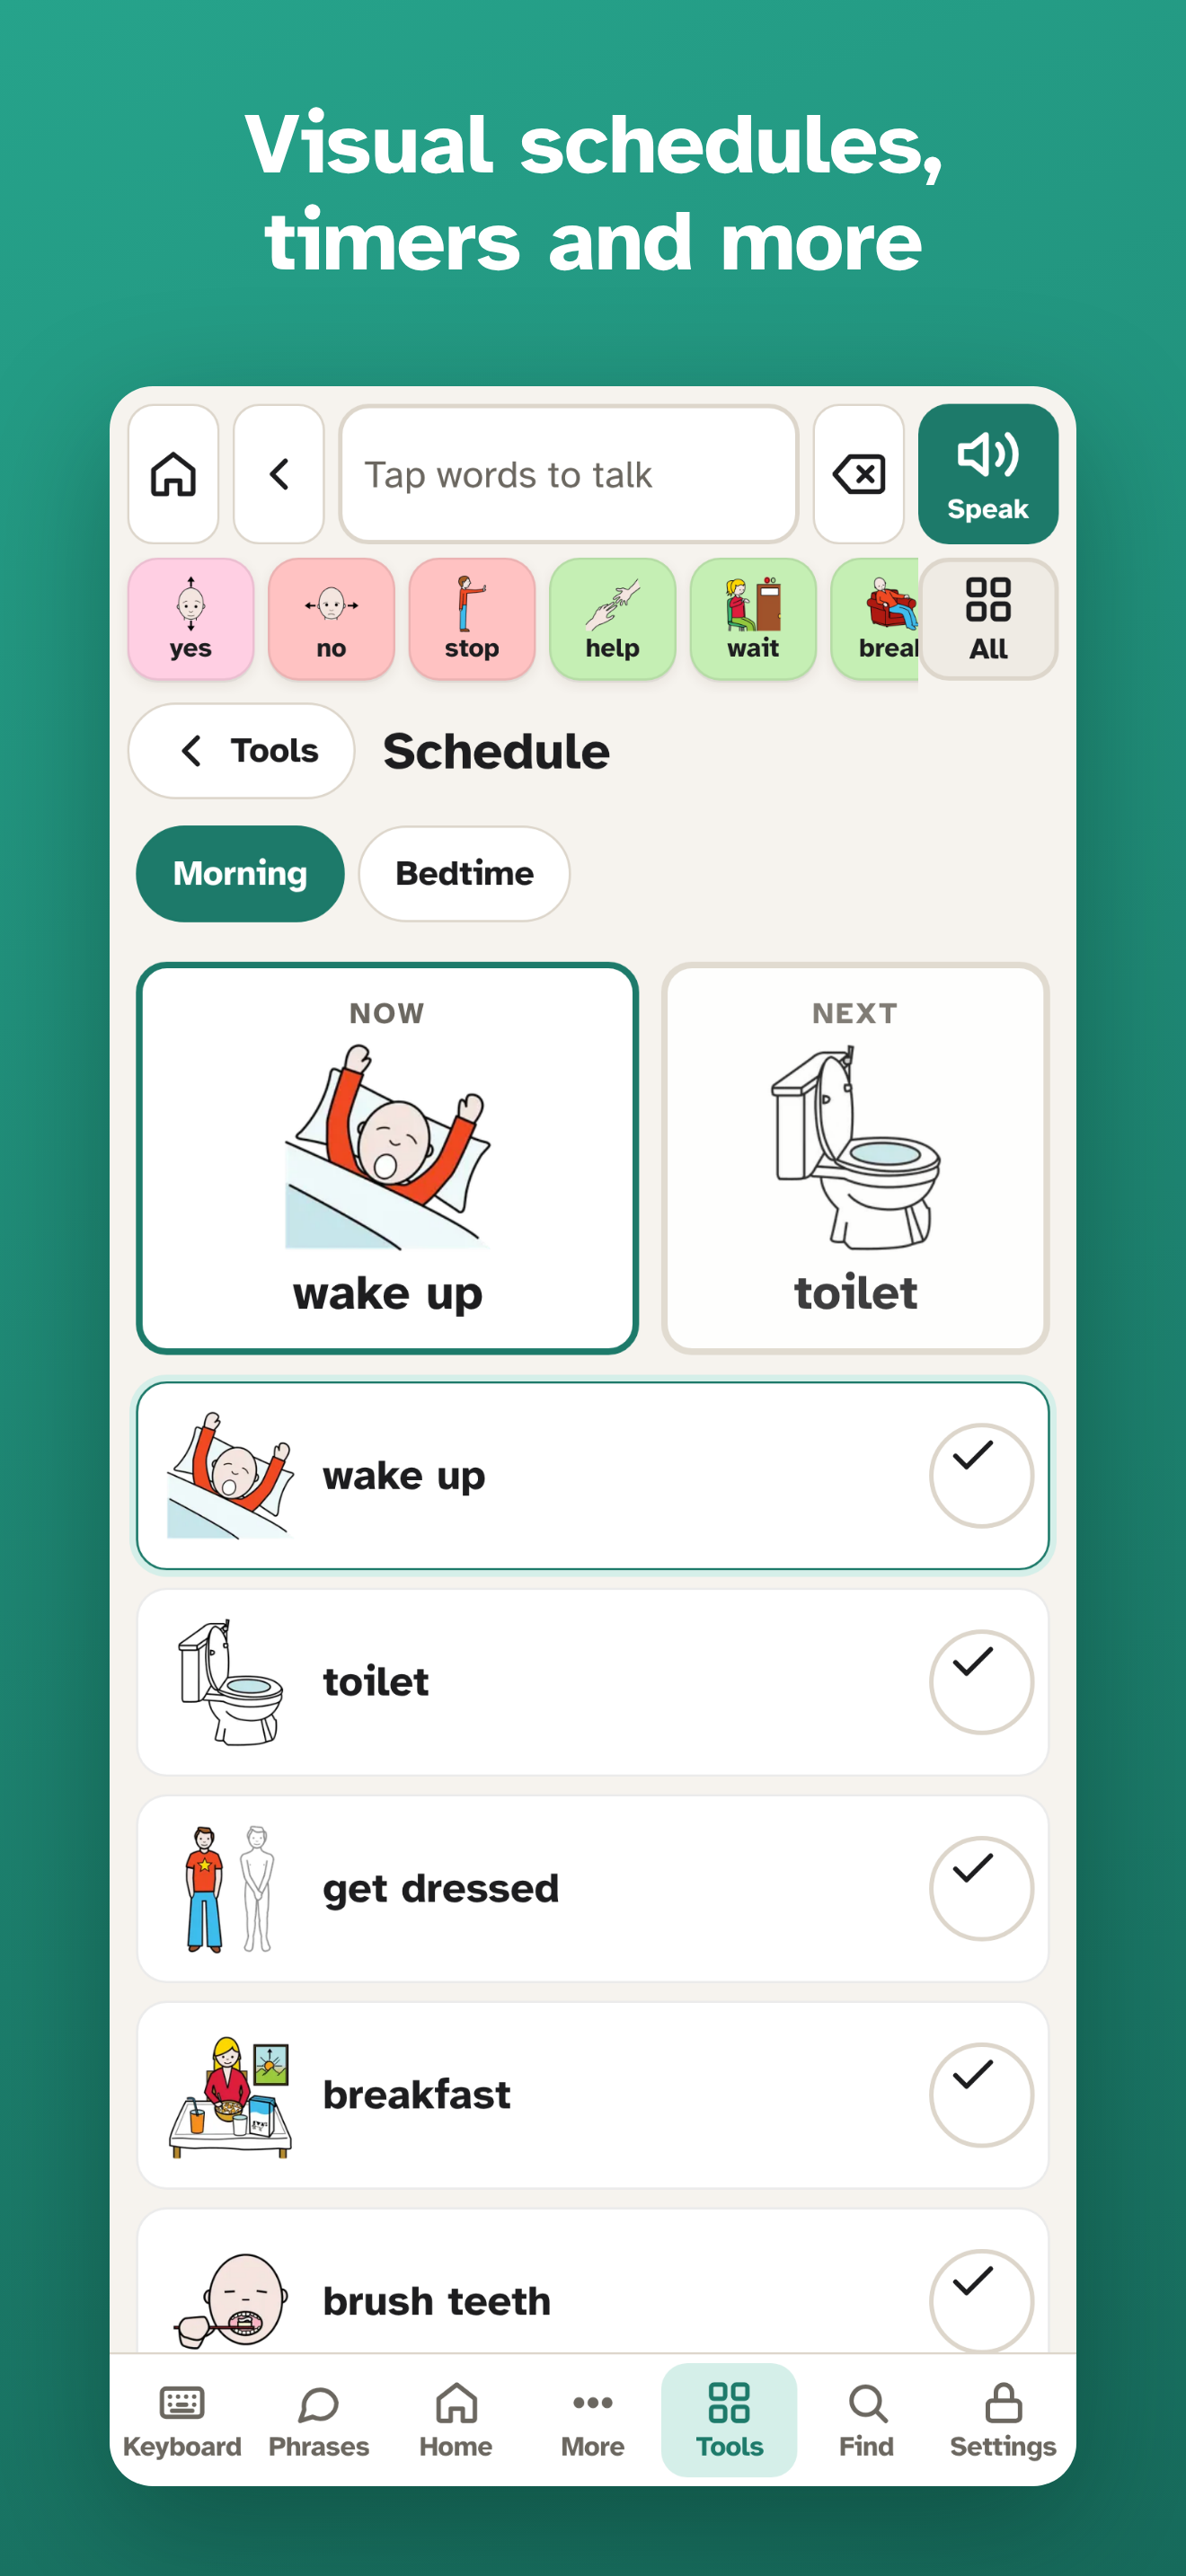 Visual schedules,
timers and more
Tap words to talk
Speak
yes
no
stop
help
wait
All
Tools
Schedule
Morning
Bedtime
NOW
wake up
NEXT
toilet
wake up
toilet
get dressed
breakfast
brush teeth
Keyboard
Phrases
Home
More
Tools
Find
Settings